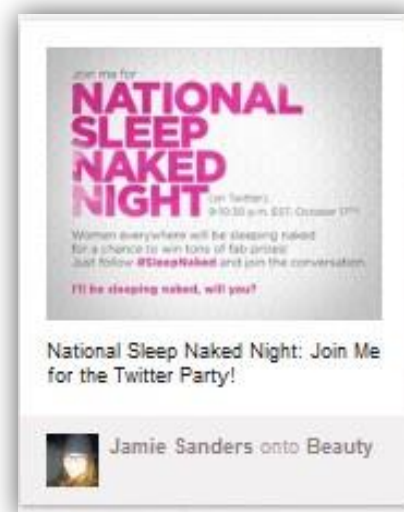 Join me for
NATIONAL
SLEEP
NAKED
NIGHT (on Twitter)
9-10:30 p.m. EST, October 17th
Women everywhere will be sleeping naked
for a chance to win tons of fab prizes!
Just follow #SleepNaked and join the conversation
I'll be sleeping naked, will you?
National Sleep Naked Night: Join Me
for the Twitter Party!
Jamie Sanders onto Beauty